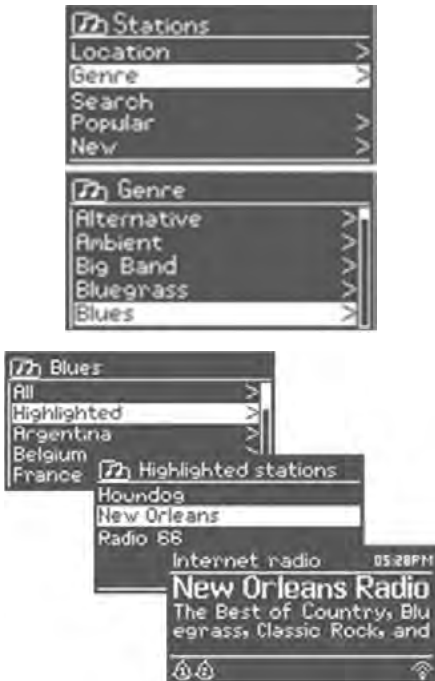 Stations
Location >
Genre >
Search
Popular >
New >
Genre
Alternative >
Ambient >
Big Band >
Bluegrass >
Blues >
Blues
All >
Highlighted >
Argentina >
Belgium
France
Highlighted stations
Houndog
New Orleans
Radio 66
Internet radio 05:28PM
New Orleans Radio
The Best of Country, Blu
egrass, Classic Rock, and